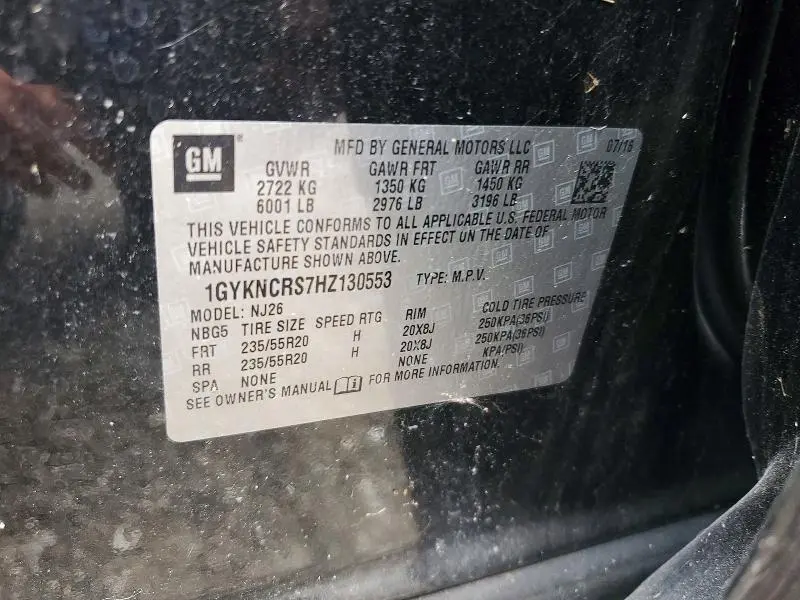 GM
MFD BY GENERAL MOTORS LLC 07/16
GVWR GAWR FRT GAWR RR
2722 KG 1350 KG 1450 KG
6001 LB 2976 LB 3196 LB
THIS VEHICLE CONFORMS TO ALL APPLICABLE U.S. FEDERAL MOTOR
VEHICLE SAFETY STANDARDS IN EFFECT ON THE DATE OF
MANUFACTURE SHOWN ABOVE.
1GYKNCRS7HZ130553 TYPE: M.P.V.
MODEL: NJ26
NBG5 TIRE SIZE SPEED RTG RIM COLD TIRE PRESSURE
FRT 235/55R20 H 20X8J 250KPA(36PSI)
RR 235/55R20 H 20X8J 250KPA(36PSI)
SPA NONE NONE KPA/PSI)
SEE OWNER'S MANUAL FOR MORE INFORMATION.